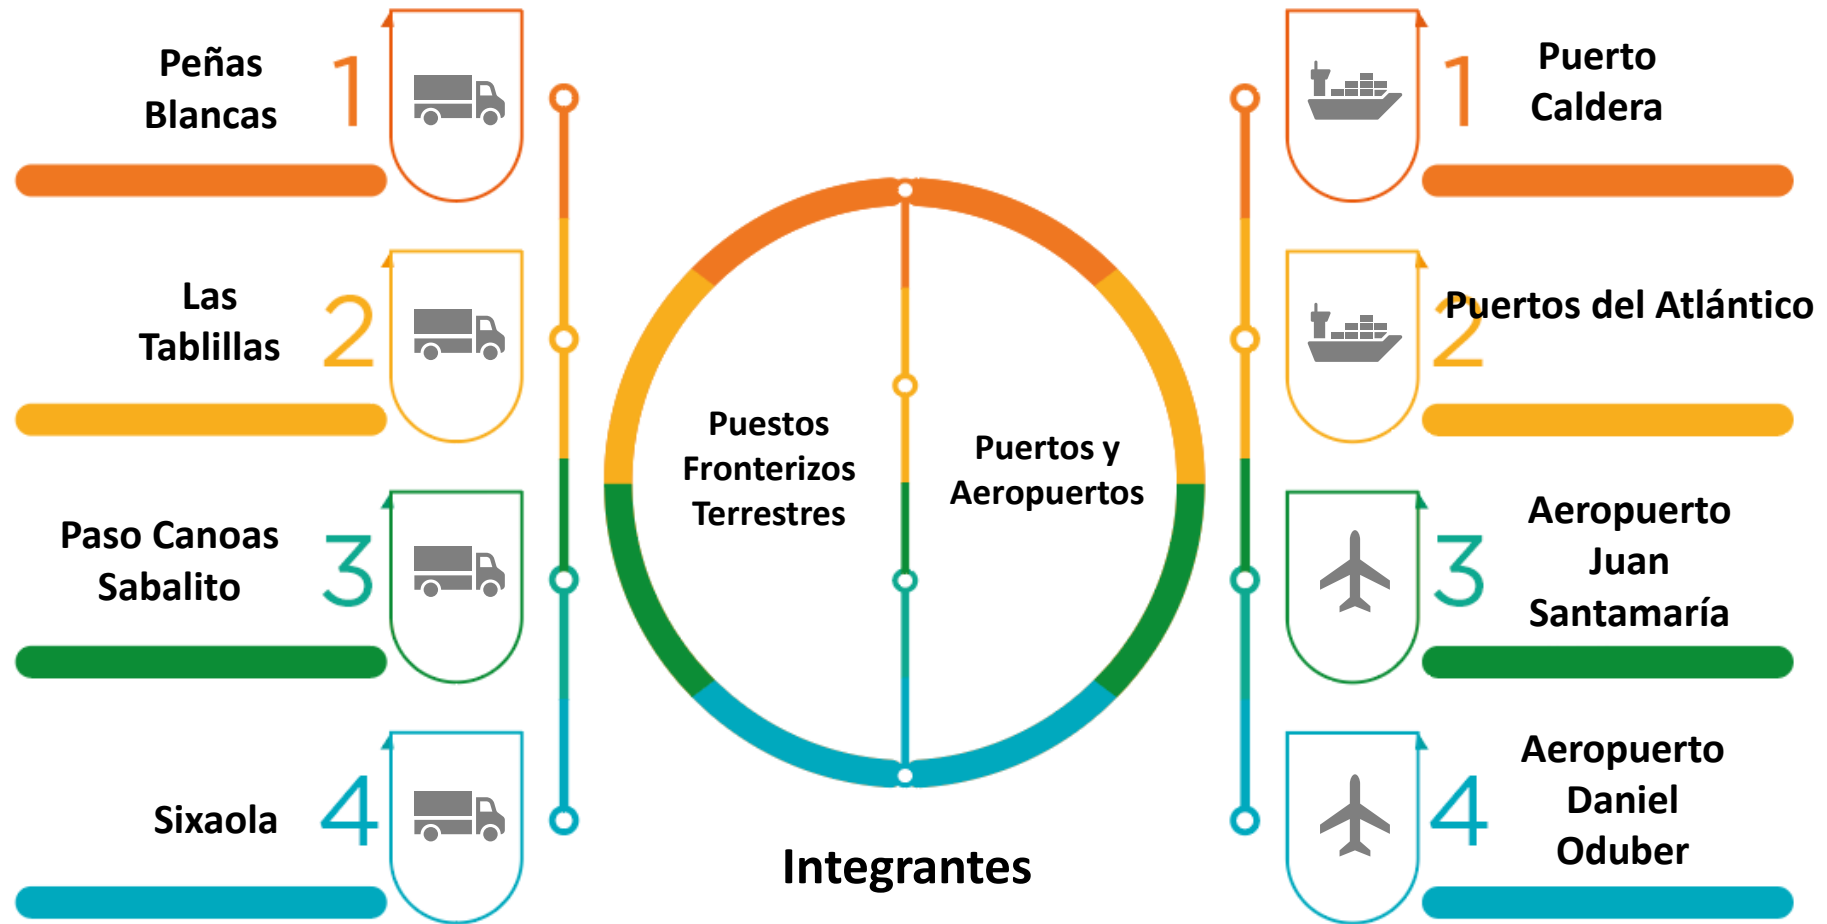 Peñas
Blancas
1
Las
Tablillas
2
Paso Canoas
Sabalito
3
Sixaola
4
Puestos
Fronterizos
Terrestres
Puertos y
Aeropuertos
Integrantes
1
Puerto
Caldera
2
Puertos del Atlántico
3
Aeropuerto
Juan
Santamaría
4
Aeropuerto
Daniel
Oduber